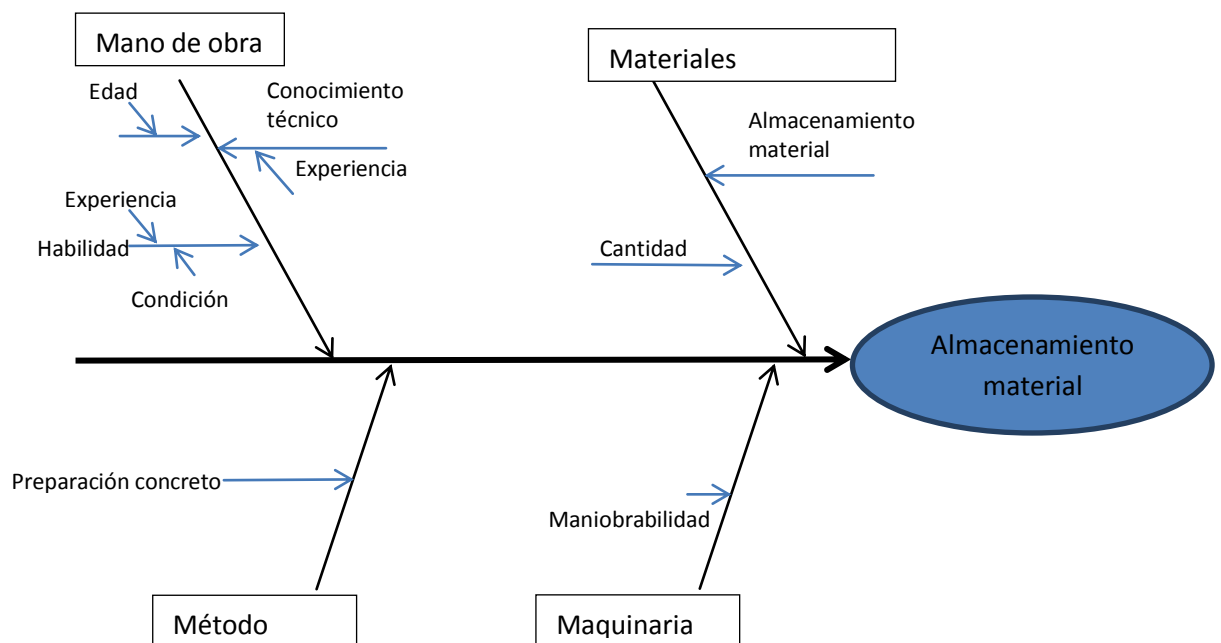 Mano de obra
Materiales
Edad
Conocimiento
técnico
Almacenamiento
material
Experiencia
Experiencia
Habilidad
Cantidad
Condición
Almacenamiento
material
Preparación concreto
Maniobrabilidad
Método
Maquinaria